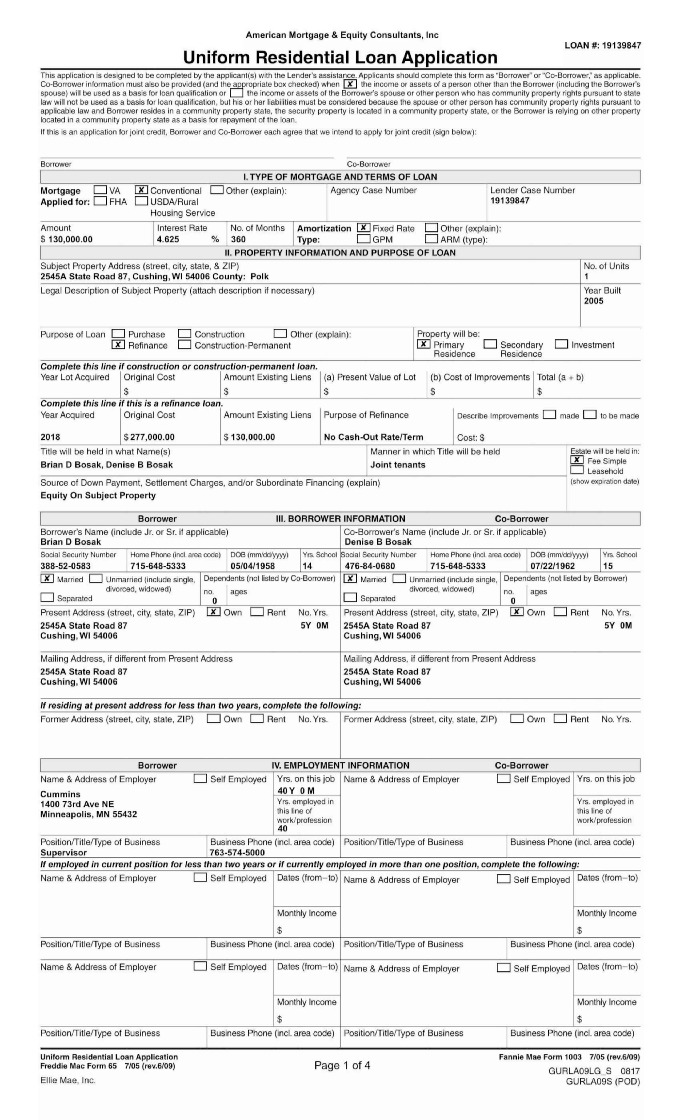 American Mortgage & Equity Consultants, Inc
LOAN #: 19139847
Uniform Residential Loan Application
This application is designed to be completed by the applicant(s) with the Lender's assistance. Applicants should complete this form as "Borrower" or "Co-Borrower," as applicable.
Co-Borrower information must also be provided (and the appropriate box checked) when [X] the income or assets of a person other than the Borrower (including the Borrower's
spouse) will be used as a basis for loan qualification or [ ] the income or assets of the Borrower's spouse or other person who has community property rights pursuant to state
law will not be used as a basis for loan qualification, but his or her liabilities must be considered because the spouse or other person has community property rights pursuant to
applicable law and Borrower resides in a community property state, the security property is located in a community property state, or the Borrower is relying on other property
located in a community property state as a basis for repayment of the loan.
If this is an application for joint credit, Borrower and Co-Borrower each agree that we intend to apply for joint credit (sign below):
Borrower Co-Borrower
I. TYPE OF MORTGAGE AND TERMS OF LOAN
Mortgage [ ] VA [X] Conventional [ ] Other (explain): Agency Case Number Lender Case Number
Applied for: [ ] FHA [ ] USDA/Rural 19139847
Housing Service
Amount Interest Rate No. of Months Amortization [X] Fixed Rate [ ] Other (explain):
$ 130,000.00 4.625 % 360 Type: [ ] GPM [ ] ARM (type):
II. PROPERTY INFORMATION AND PURPOSE OF LOAN
Subject Property Address (street, city, state, & ZIP) No. of Units
2545A State Road 87, Cushing, WI 54006 County: Polk 1
Legal Description of Subject Property (attach description if necessary) Year Built
2005
Purpose of Loan [ ] Purchase [ ] Construction [ ] Other (explain): Property will be:
[X] Refinance [ ] Construction-Permanent [X] Primary Residence [ ] Secondary Residence [ ] Investment
Complete this line if construction or construction-permanent loan.
Year Lot Acquired Original Cost Amount Existing Liens (a) Present Value of Lot (b) Cost of Improvements Total (a + b)
$ $ $ $ $
Complete this line if this is a refinance loan.
Year Acquired Original Cost Amount Existing Liens Purpose of Refinance Describe Improvements [ ] made [ ] to be made
2018 $ 277,000.00 $ 130,000.00 No Cash-Out Rate/Term Cost: $
Title will be held in what Name(s) Manner in which Title will be held Estate will be held in:
Brian D Bosak, Denise B Bosak Joint tenants [X] Fee Simple
[ ] Leasehold
Source of Down Payment, Settlement Charges, and/or Subordinate Financing (explain) (show expiration date)
Equity On Subject Property
Borrower III. BORROWER INFORMATION Co-Borrower
Borrower's Name (include Jr. or Sr. if applicable) Co-Borrower's Name (include Jr. or Sr. if applicable)
Brian D Bosak Denise B Bosak
Social Security Number Home Phone (incl. area code) DOB (mm/dd/yyyy) Yrs. School Social Security Number Home Phone (incl. area code) DOB (mm/dd/yyyy) Yrs. School
388-52-0583 715-648-5333 05/04/1958 14 476-84-0680 715-648-5333 07/22/1962 15
[X] Married [ ] Unmarried (include single, Dependents (not listed by Co-Borrower) [X] Married [ ] Unmarried (include single, Dependents (not listed by Borrower)
divorced, widowed) no. ages divorced, widowed) no. ages
[ ] Separated 0 [ ] Separated 0
Present Address (street, city, state, ZIP) [X] Own [ ] Rent No. Yrs. Present Address (street, city, state, ZIP) [X] Own [ ] Rent No. Yrs.
2545A State Road 87 5Y 0M 2545A State Road 87 5Y 0M
Cushing, WI 54006 Cushing, WI 54006
Mailing Address, if different from Present Address Mailing Address, if different from Present Address
2545A State Road 87 2545A State Road 87
Cushing, WI 54006 Cushing, WI 54006
If residing at present address for less than two years, complete the following:
Former Address (street, city, state, ZIP) [ ] Own [ ] Rent No. Yrs. Former Address (street, city, state, ZIP) [ ] Own [ ] Rent No. Yrs.
Borrower IV. EMPLOYMENT INFORMATION Co-Borrower
Name & Address of Employer [ ] Self Employed Yrs. on this job Name & Address of Employer [ ] Self Employed Yrs. on this job
40 Y 0 M
Cummins Yrs. employed in Yrs. employed in
1400 73rd Ave NE this line of this line of
Minneapolis, MN 55432 work/profession work/profession
40
Position/Title/Type of Business Business Phone (incl. area code) Position/Title/Type of Business Business Phone (incl. area code)
Supervisor 763-574-5000
If employed in current position for less than two years or if currently employed in more than one position, complete the following:
Name & Address of Employer [ ] Self Employed Dates (from–to) Name & Address of Employer [ ] Self Employed Dates (from–to)
Monthly Income Monthly Income
$ $
Position/Title/Type of Business Business Phone (incl. area code) Position/Title/Type of Business Business Phone (incl. area code)
Name & Address of Employer [ ] Self Employed Dates (from–to) Name & Address of Employer [ ] Self Employed Dates (from–to)
Monthly Income Monthly Income
$ $
Position/Title/Type of Business Business Phone (incl. area code) Position/Title/Type of Business Business Phone (incl. area code)
Uniform Residential Loan Application Fannie Mae Form 1003 7/05 (rev.6/09)
Freddie Mac Form 65 7/05 (rev.6/09) Page 1 of 4
GURLA09LG_S 0817
Ellie Mae, Inc. GURLA09S (POD)